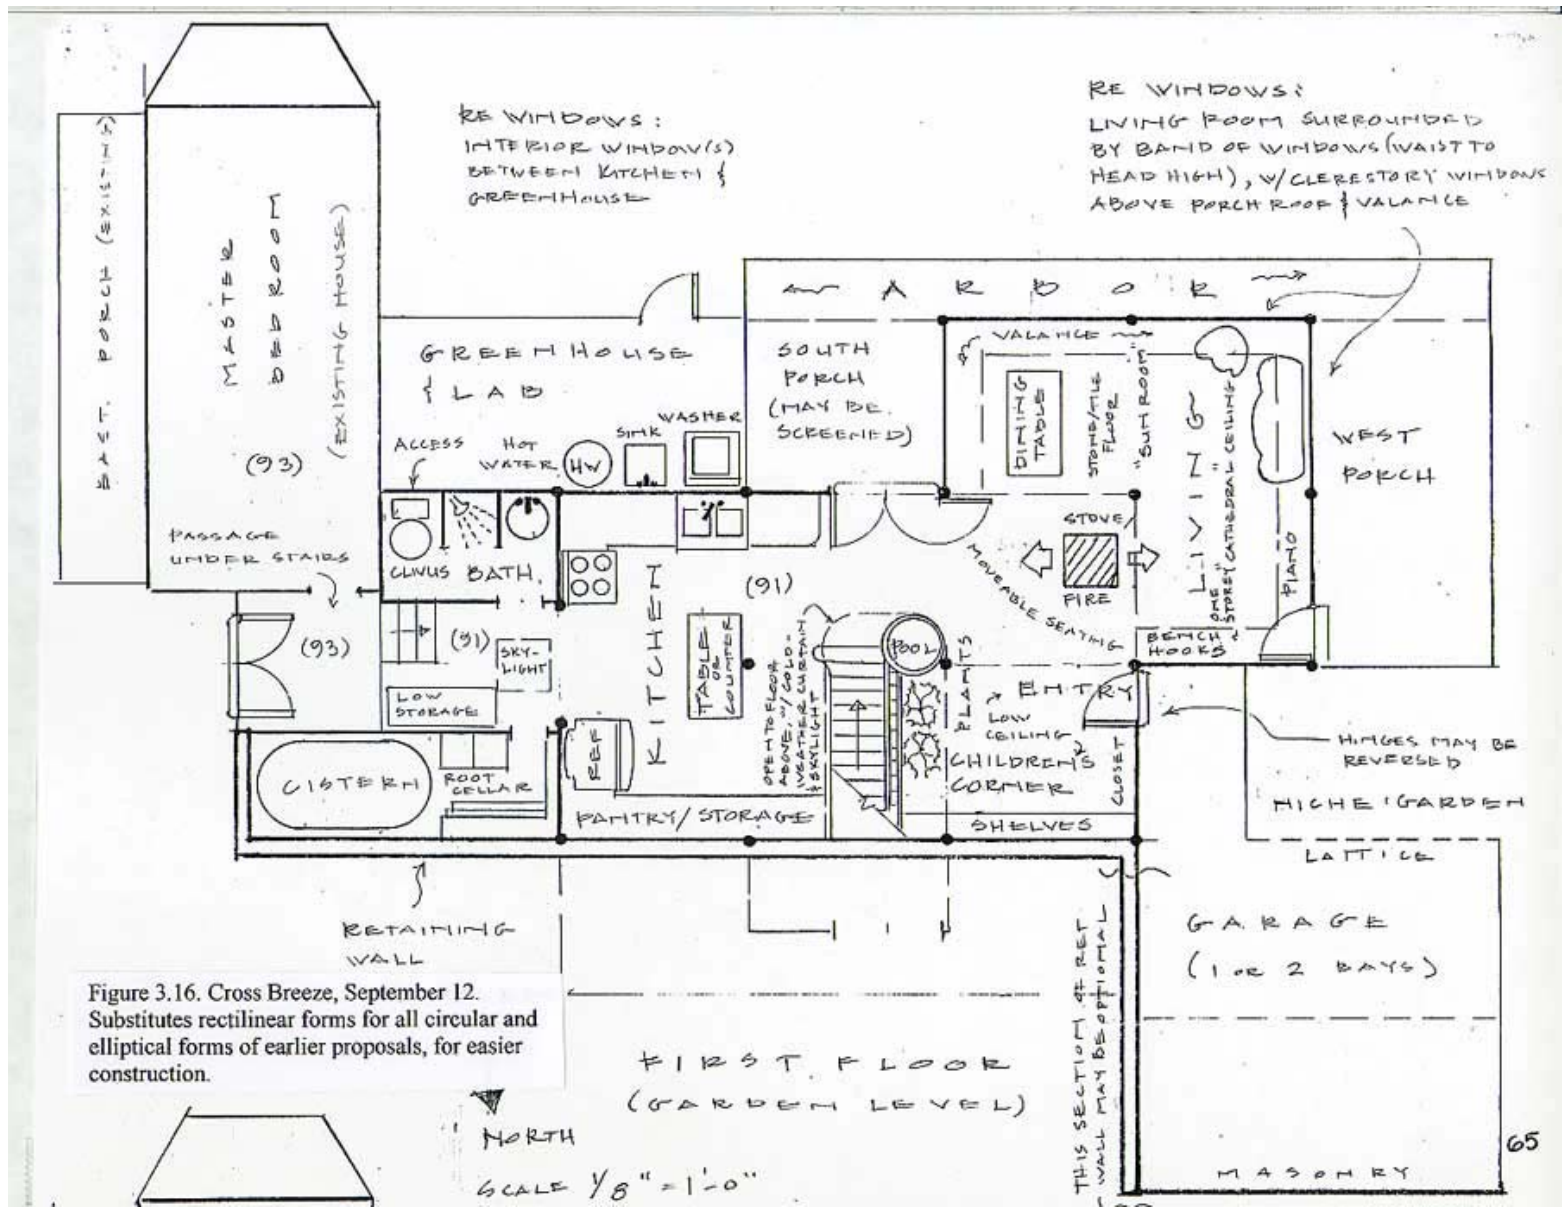 RE WINDOWS:
INTERIOR WINDOW(S)
BETWEEN KITCHEN &
GREENHOUSE
RE WINDOWS:
LIVING ROOM SURROUNDED
BY BAND OF WINDOWS (WAIST TO
HEAD HIGH), W/CLERESTORY WINDOWS
ABOVE PORCH ROOF & VALANCE
EAST. PORCH (EXISTING)
MASTER
BEDROOM
(EXISTING HOUSE)
(93)
PASSAGE
UNDER STAIRS
(93)
GREENHOUSE
& LAB
ACCESS
HOT
WATER
HW
SINK
WASHER
ARBOR
SOUTH
PORCH
(MAY BE
SCREENED)
VALANCE
DINING
TABLE
STONE/TILE
FLOOR
"SUN ROOM"
LIVING
ONE
STOREY "CATHEDRAL CEILING"
PIANO
WEST
PORCH
CLIVUS BATH.
(91)
SKY-
LIGHT
LOW
STORAGE
KITCHEN
(91)
TABLE
OR
COUNTER
REF
OPEN TO FLOOR
ABOVE, W/COLD-
WEATHER CURTAIN
& SKYLIGHT
POOL
PLANTS
STOVE/
FIRE
MOVEABLE SEATING
BENCH &
HOOKS
ENTRY
LOW
CEILING
CHILDREN'S
CORNER
CLOSET
SHELVES
CISTERN
ROOT
CELLAR
PANTRY/STORAGE
HINGES MAY BE
REVERSED
NICHE GARDEN
LATTICE
GARAGE
(1 OR 2 BAYS)
MASONRY
RETAINING
WALL
THIS SECTION OF RET
WALL MAY BE OPTIONAL
Figure 3.16. Cross Breeze, September 12.
Substitutes rectilinear forms for all circular and
elliptical forms of earlier proposals, for easier
construction.
FIRST FLOOR
(GARDEN LEVEL)
NORTH
SCALE 1/8" = 1'-0"
65